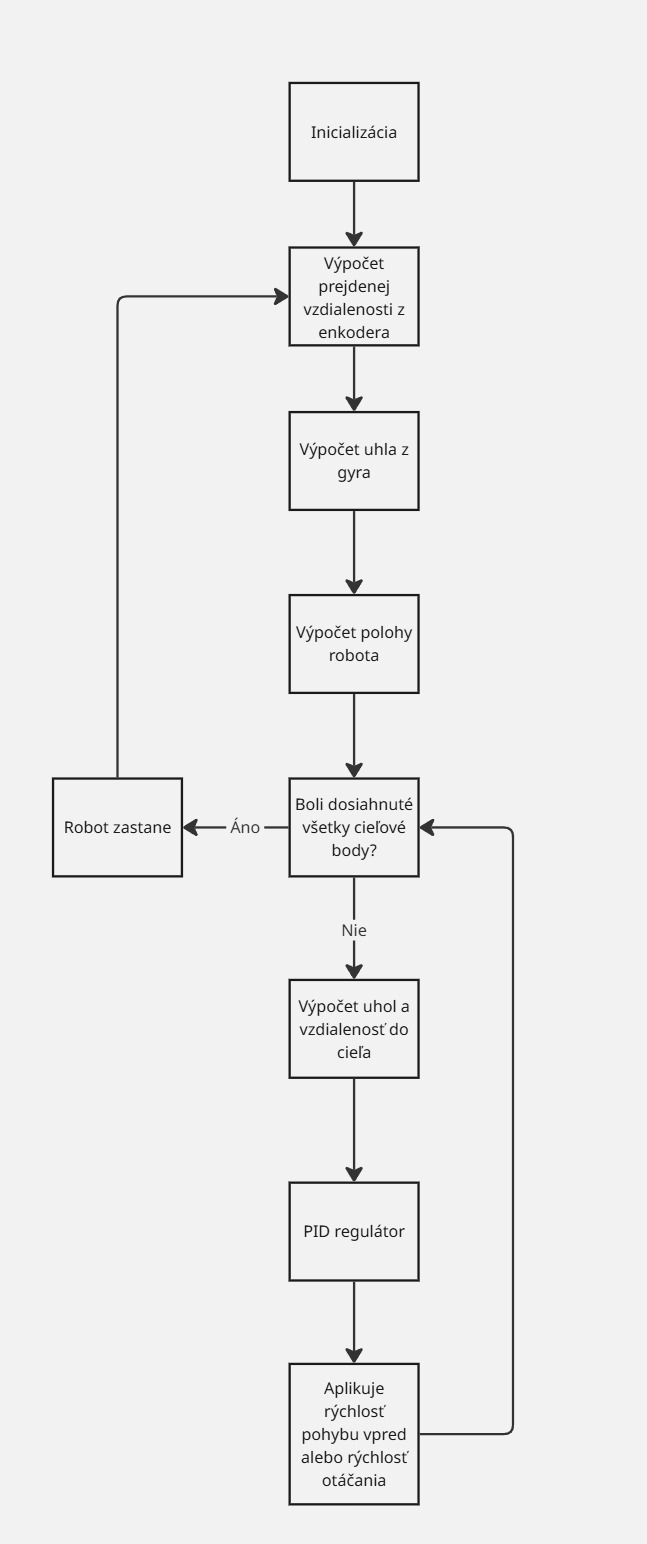 Inicializácia
Výpočet
prejdenej
vzdialenosti z
enkodera
Výpočet uhla z
gyra
Výpočet polohy
robota
Robot zastane
Áno
Boli dosiahnuté
všetky cieľové
body?
Nie
Výpočet uhol a
vzdialenosť do
cieľa
PID regulátor
Aplikuje
rýchlosť
pohybu vpred
alebo rýchlosť
otáčania